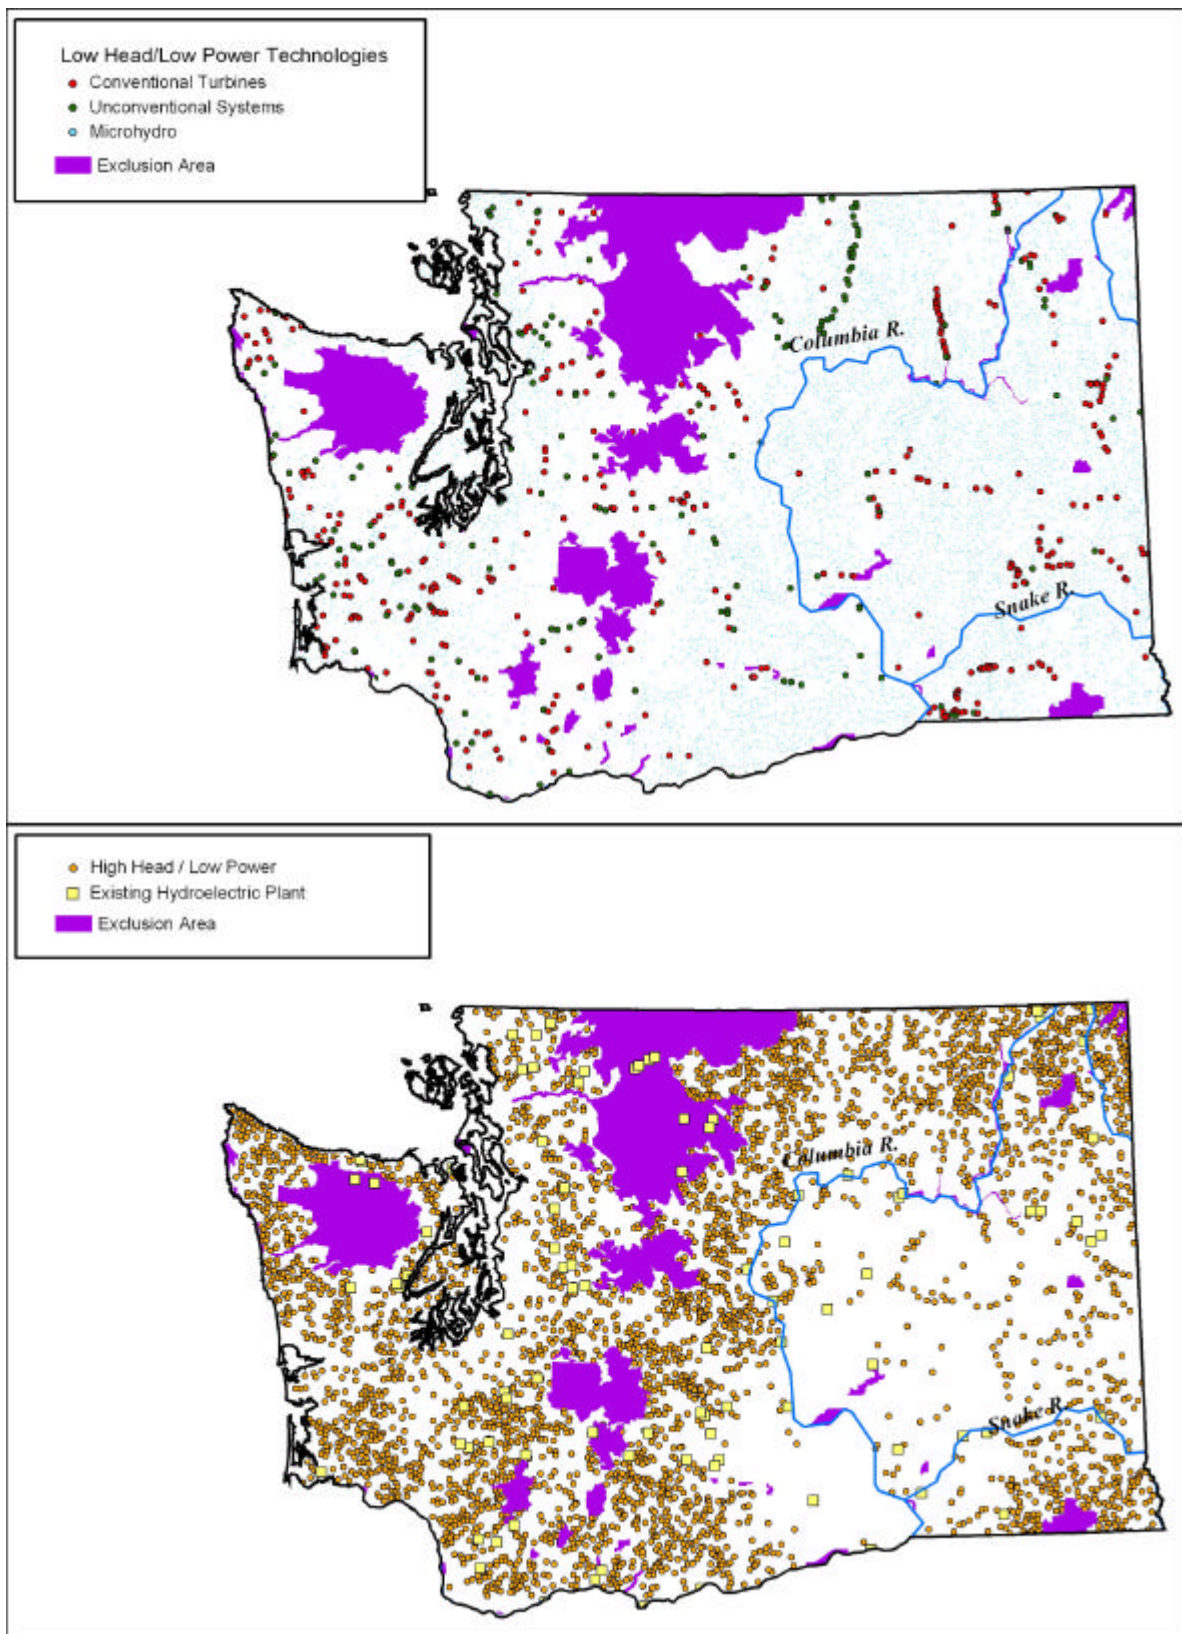 Low Head/Low Power Technologies
Conventional Turbines
Unconventional Systems
Microhydro
Exclusion Area
Columbia R.
Snake R.
High Head / Low Power
Existing Hydroelectric Plant
Exclusion Area
Columbia R.
Snake R.